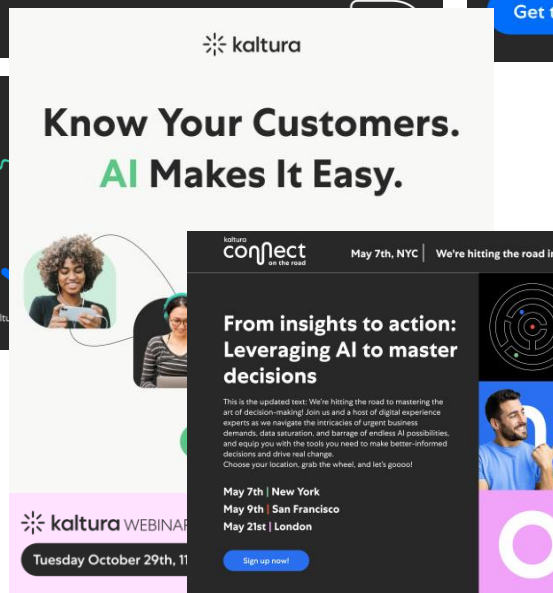 Get t
kaltura
Know Your Customers.
AI Makes It Easy.
kaltura
connect
on the road
May 7th, NYC | We're hitting the road in
From insights to action:
Leveraging AI to master
decisions
This is the updated text: We're hitting the road to mastering the
art of decision-making! Join us and a host of digital experience
experts as we navigate the intricacies of urgent business
demands, data saturation, and barrage of endless AI possibilities,
and equip you with the tools you need to make better-informed
decisions and drive real change.
Choose your location, grab the wheel, and let's goooo!
May 7th | New York
May 9th | San Francisco
May 21st | London
Sign up now!
kaltura WEBINAR
Tuesday October 29th, 11